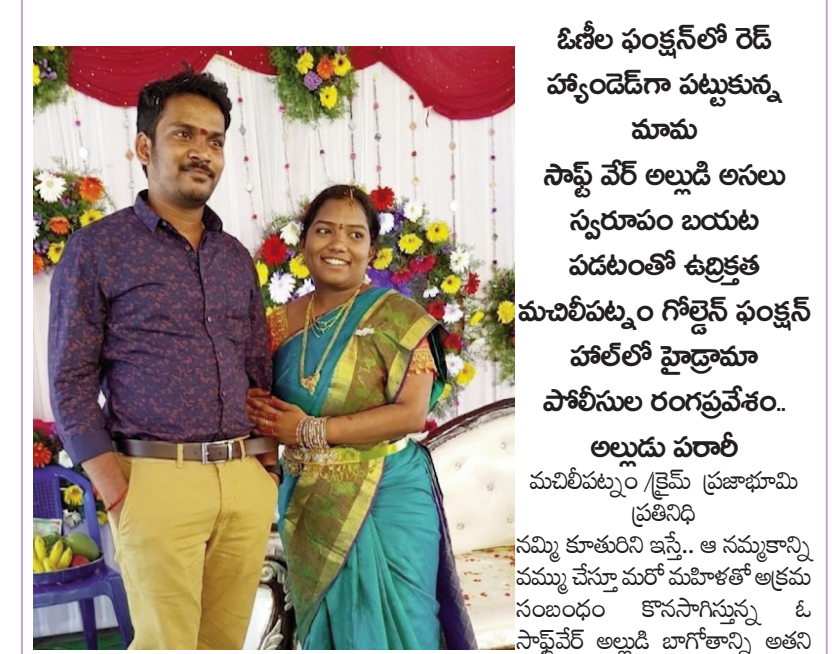 ఓణీల ఫంక్షన్‌లో రెడ్
హ్యాండెడ్‌గా పట్టుకున్న
మామ
సాఫ్ట్ వేర్ అల్లుడి అసలు
స్వరూపం బయట
పడటంతో ఉద్రిక్తత
మచిలీపట్నం గోల్డెన్ ఫంక్షన్
హాల్‌లో హైడ్రామా
పోలీసుల రంగప్రవేశం..
అల్లుడు పరారీ
మచిలీపట్నం /క్రైమ్ ప్రజాభూమి
ప్రతినిధి
నమ్మి కూతురిని ఇస్తే.. ఆ నమ్మకాన్ని
వమ్ము చేస్తూ మరో మహిళతో అక్రమ
సంబంధం కొనసాగిస్తున్న ఓ
సాఫ్ట్‌వేర్ అల్లుడి బాగోతాన్ని అతని